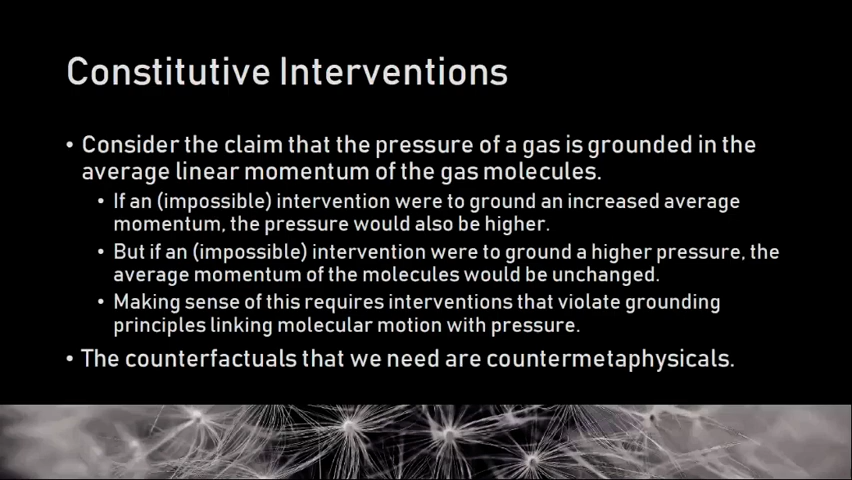 Constitutive Interventions
• Consider the claim that the pressure of a gas is grounded in the
average linear momentum of the gas molecules.
• If an (impossible) intervention were to ground an increased average
momentum, the pressure would also be higher.
• But if an (impossible) intervention were to ground a higher pressure, the
average momentum of the molecules would be unchanged.
• Making sense of this requires interventions that violate grounding
principles linking molecular motion with pressure.
• The counterfactuals that we need are countermetaphysicals.